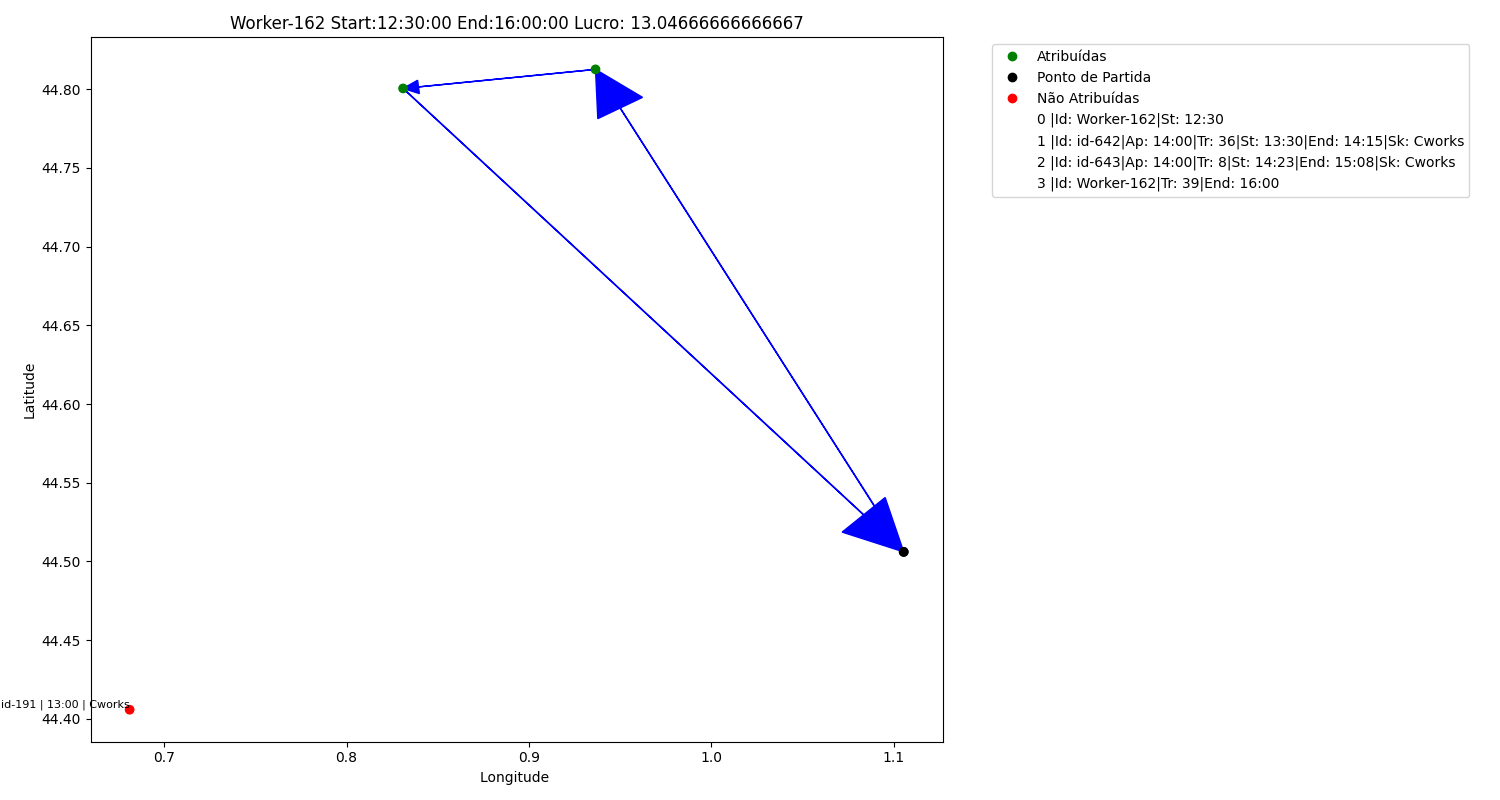 Worker-162 Start:12:30:00 End:16:00:00 Lucro: 13.04666666666667
Atribuídas
Ponto de Partida
Não Atribuídas
0 |Id: Worker-162|St: 12:30
1 |Id: id-642|Ap: 14:00|Tr: 36|St: 13:30|End: 14:15|Sk: Cworks
2 |Id: id-643|Ap: 14:00|Tr: 8|St: 14:23|End: 15:08|Sk: Cworks
3 |Id: Worker-162|Tr: 39|End: 16:00
44.80
44.75
44.70
44.65
44.60
44.55
44.50
44.45
44.40
Latitude
id-191 | 13:00 | Cworks
0.7
0.8
0.9
1.0
1.1
Longitude